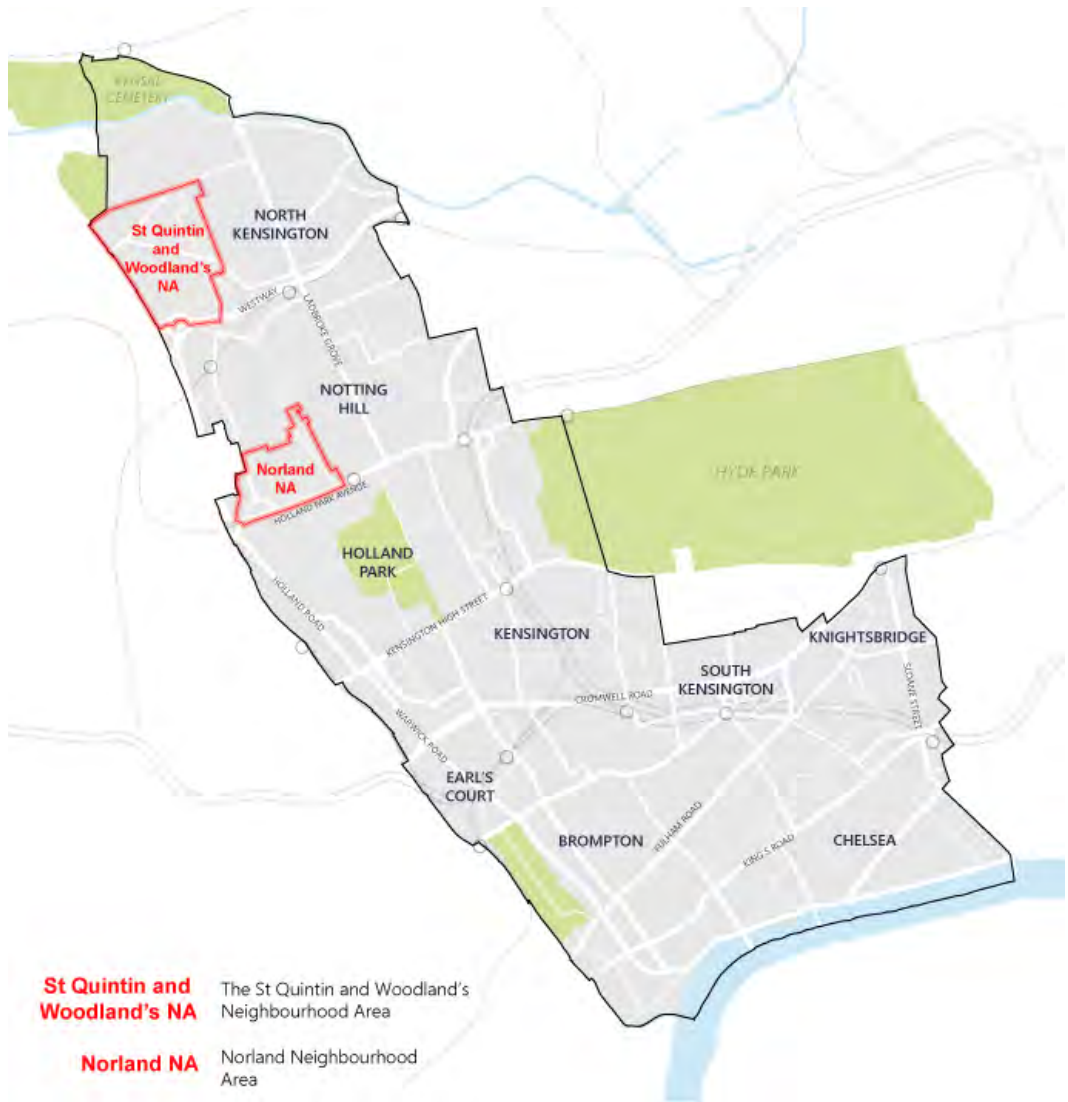 KENSAL
CEMETERY
NORTH
KENSINGTON
St Quintin
and
Woodland's
NA
WESTWAY
LADBROKE GROVE
NOTTING
HILL
Norland
NA
HOLLAND PARK AVENUE
HYDE PARK
HOLLAND
PARK
HOLLAND ROAD
KENSINGTON HIGH STREET
KENSINGTON
KNIGHTSBRIDGE
SOUTH
KENSINGTON
SLOANE STREET
CROMWELL ROAD
WARWICK ROAD
EARL'S
COURT
BROMPTON
FULHAM ROAD
KING'S ROAD
CHELSEA
St Quintin and
Woodland's NA
The St Quintin and Woodland's
Neighbourhood Area
Norland NA
Norland Neighbourhood
Area